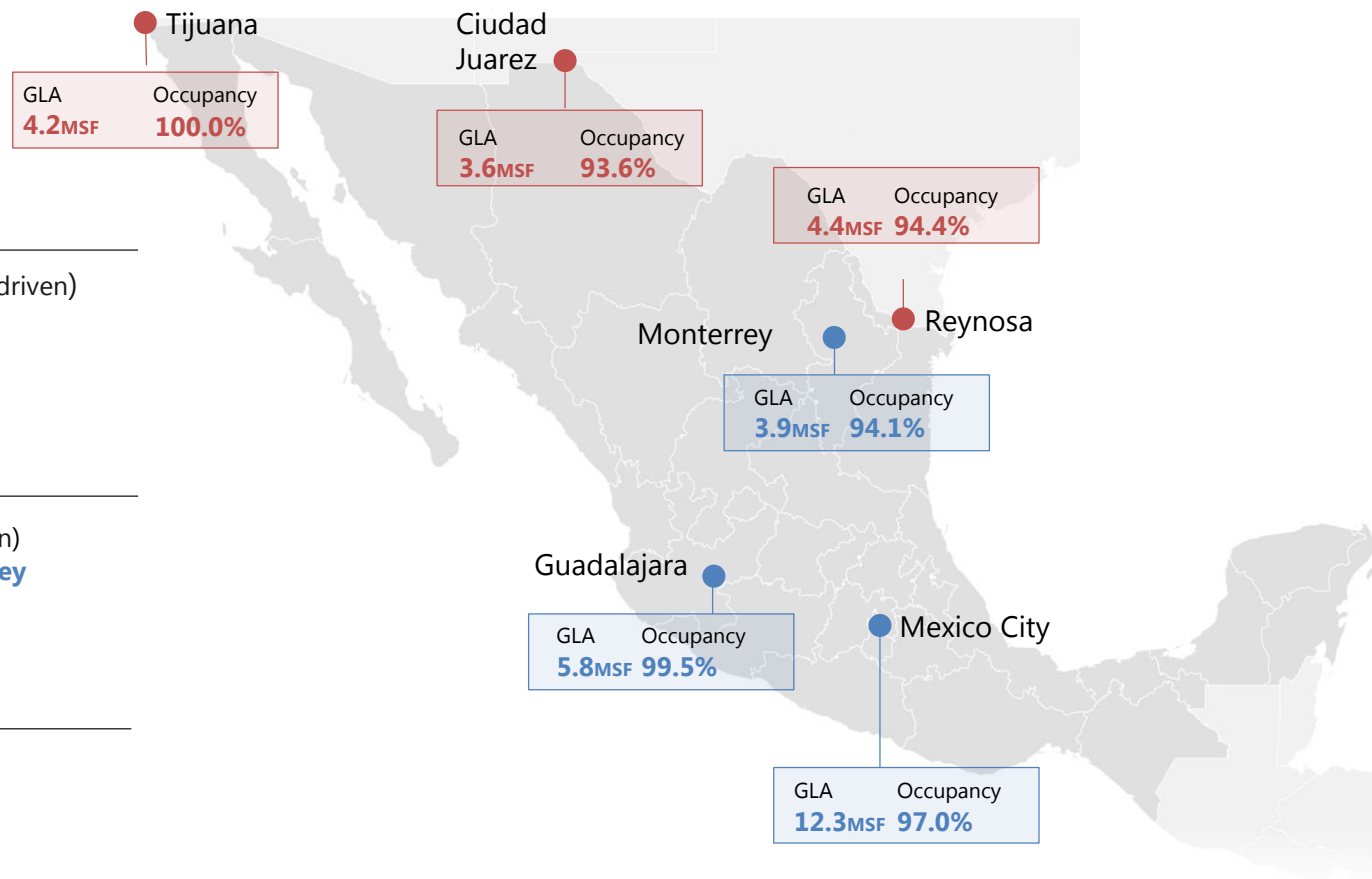 Tijuana
GLA Occupancy
4.2MSF 100.0%
Ciudad
Juarez
GLA Occupancy
3.6MSF 93.6%
GLA Occupancy
4.4MSF 94.4%
Reynosa
driven)
Monterrey
GLA Occupancy
3.9MSF 94.1%
n)
ey
Guadalajara
GLA Occupancy
5.8MSF 99.5%
Mexico City
GLA Occupancy
12.3MSF 97.0%